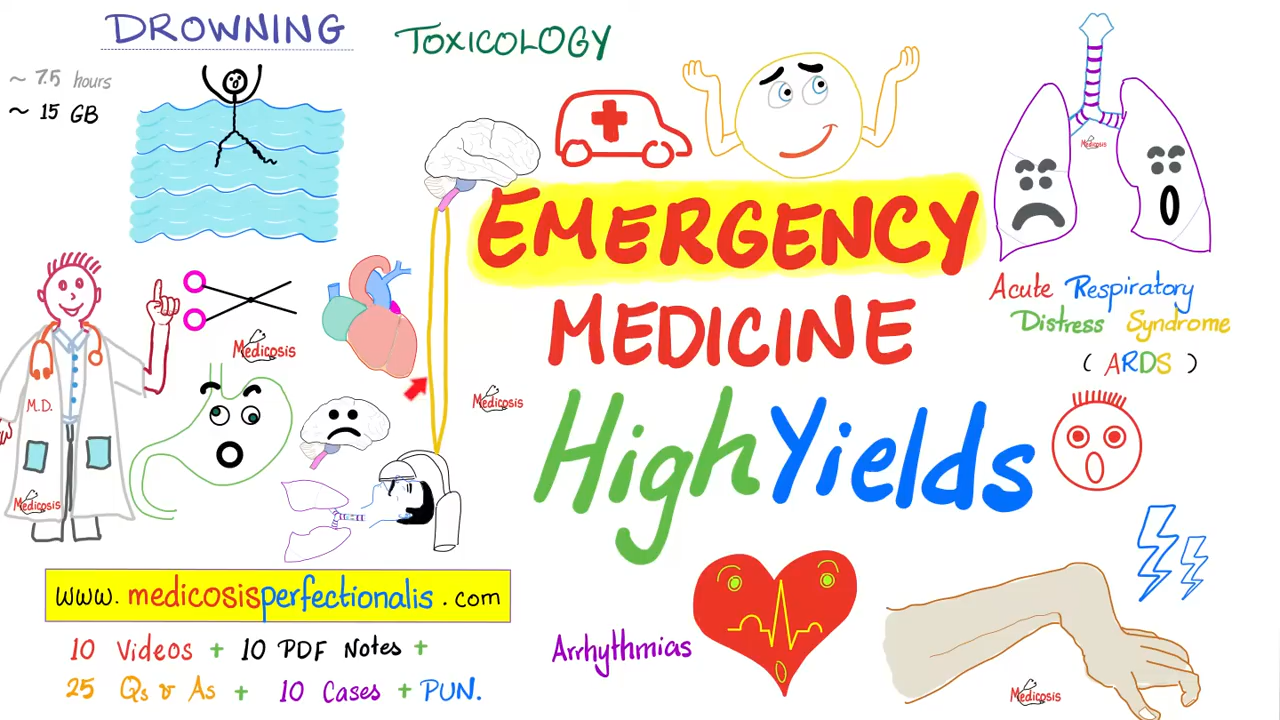 DROWNING
TOXICOLOGY
~ 7.5 hours
~ 15 GB
EMERGENCY
MEDICINE
High Yields
Medicosis
Acute Respiratory
Distress Syndrome
( ARDS )
Medicosis
Medicosis
M.D.
Medicosis
www.medicosisperfectionalis.com
10 Videos + 10 PDF Notes +
25 Qs & As + 10 Cases + PUN.
Arrhythmias
Medicosis